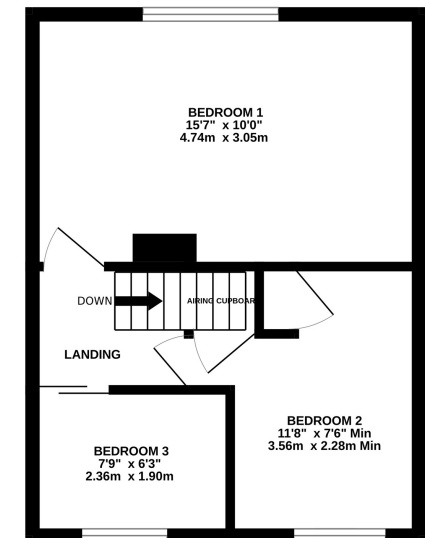 BEDROOM 1
15'7" x 10'0"
4.74m x 3.05m
DOWN
AIRING CUPBOARD
LANDING
BEDROOM 2
11'8" x 7'6" Min
3.56m x 2.28m Min
BEDROOM 3
7'9" x 6'3"
2.36m x 1.90m